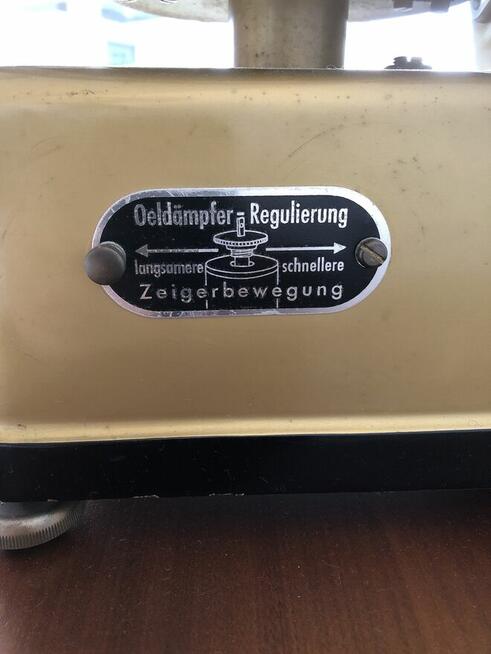 Oeldämpfer-Regulierung
langsamere schnellere
Zeigerbewegung